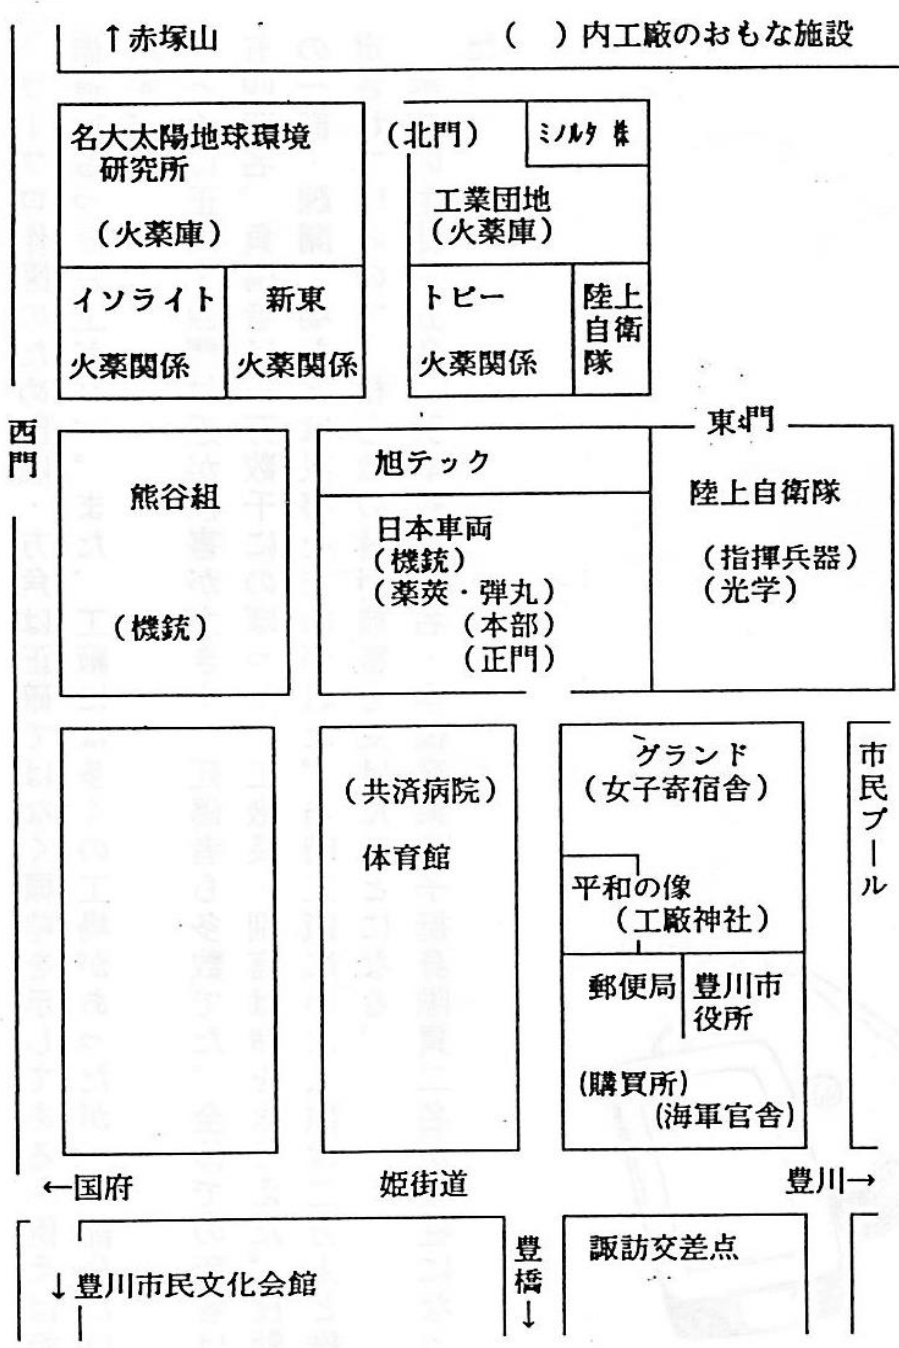 ↑赤塚山
( )内工廠のおもな施設
名大太陽地球環境
研究所
(火薬庫)
(北門)
ミノルタ ㈱
工業団地
(火薬庫)
イソライト
火薬関係
新東
火薬関係
トピー
火薬関係
陸上
自衛
隊
西門
東門
熊谷組
(機銃)
旭テック
日本車両
(機銃)
(薬莢・弾丸)
(本部)
(正門)
陸上自衛隊
(指揮兵器)
(光学)
(共済病院)
体育館
グランド
(女子寄宿舎)
平和の像
(工廠神社)
郵便局
豊川市
役所
(購買所)
(海軍官舎)
市民プール
←国府
姫街道
豊川→
↓豊川市民文化会館
豊橋↓
諏訪交差点